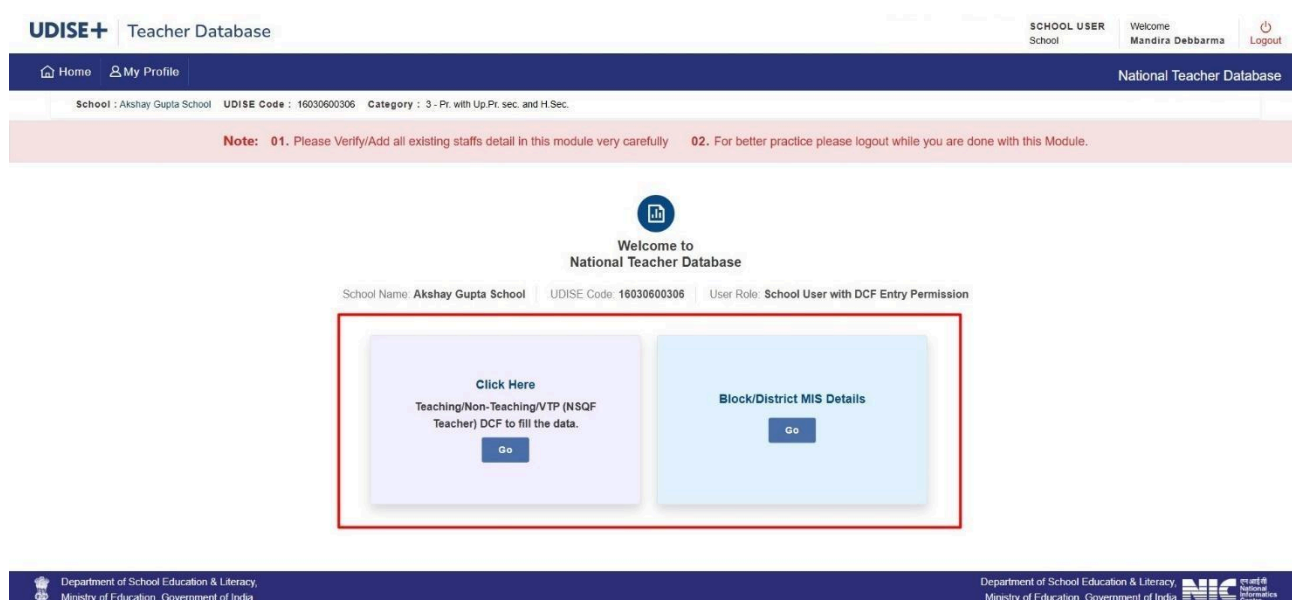 UDISE+ Teacher Database
SCHOOL USER
School
Welcome
Mandira Debbarma
Logout
Home My Profile
National Teacher Database
School : Akshay Gupta School UDISE Code : 16030600306 Category : 3 - Pr. with Up.Pr. sec. and H.Sec.
Note: 01. Please Verify/Add all existing staffs detail in this module very carefully 02. For better practice please logout while you are done with this Module.
Welcome to
National Teacher Database
School Name: Akshay Gupta School UDISE Code: 16030600306 User Role: School User with DCF Entry Permission
Click Here
Teaching/Non-Teaching/VTP (NSQF
Teacher) DCF to fill the data.
Go
Block/District MIS Details
Go
Department of School Education & Literacy,
Ministry of Education, Government of India
Department of School Education & Literacy,
Ministry of Education, Government of India
NIC
एन आई सी
National
Informatics
Centre